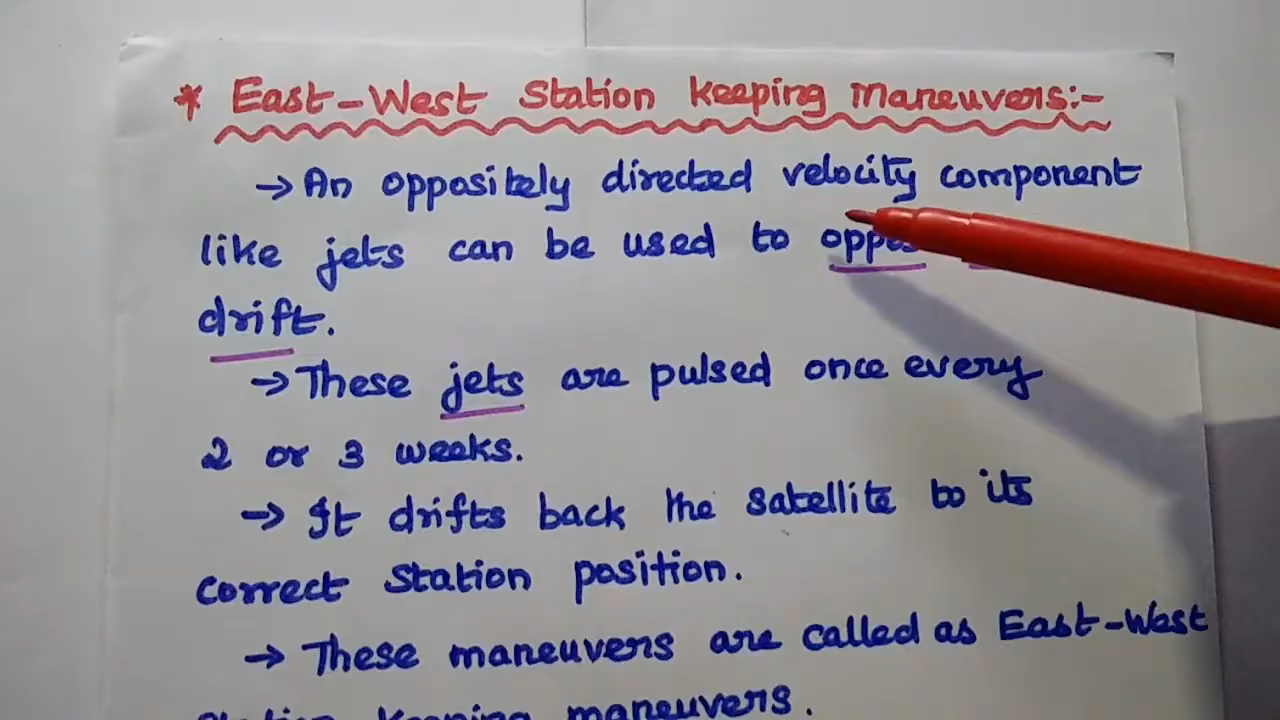 * East-West Station Keeping Maneuvers:-
→ An oppositely directed velocity component
like jets can be used to
drift.
→ These jets are pulsed once every
2 or 3 weeks.
→ It drifts back the satellite to its
correct station position.
→ These maneuvers are called as East-West
Station Keeping maneuvers.